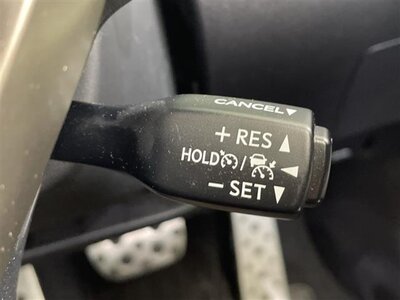 CANCEL▼
+ RES ▲
HOLD / ◀
− SET ▼